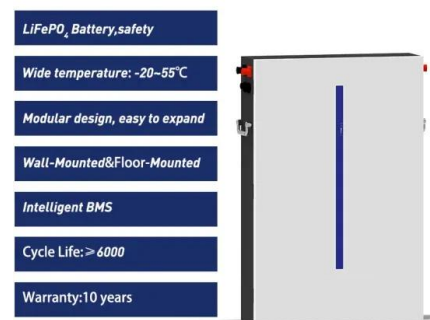 LiFePO₄ Battery,safety
Wide temperature: -20~55℃
Modular design, easy to expand
Wall-Mounted&Floor-Mounted
Intelligent BMS
Cycle Life:≥6000
Warranty:10 years